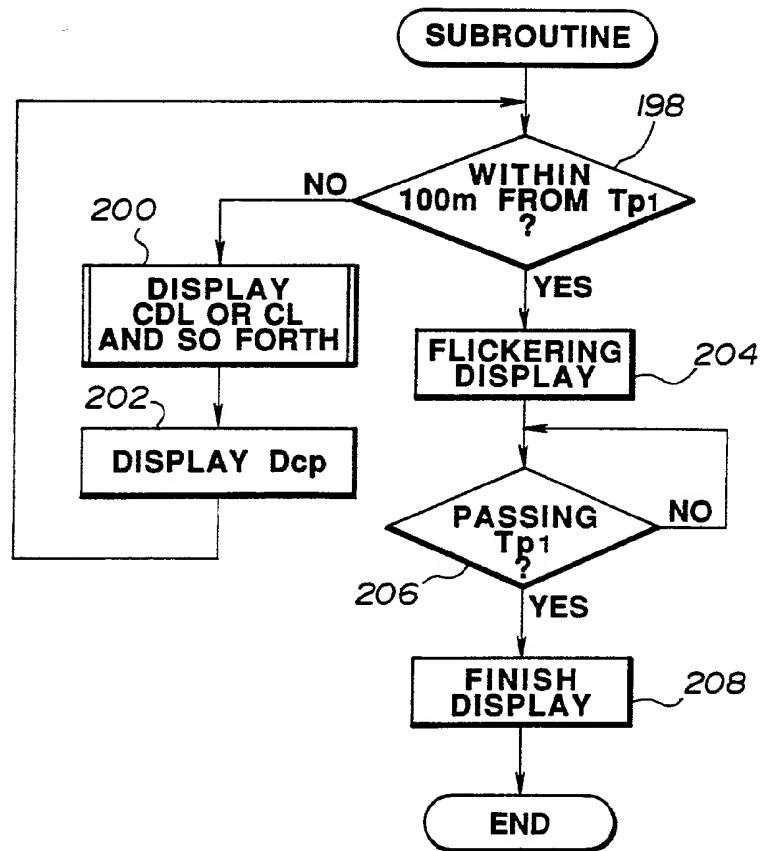 SUBROUTINE
198
WITHIN
100m FROM Tp1
?
NO
YES
200
DISPLAY
CDL OR CL
AND SO FORTH
202
DISPLAY Dcp
FLICKERING
DISPLAY
204
PASSING
Tp1
?
NO
206
YES
FINISH
DISPLAY
208
END